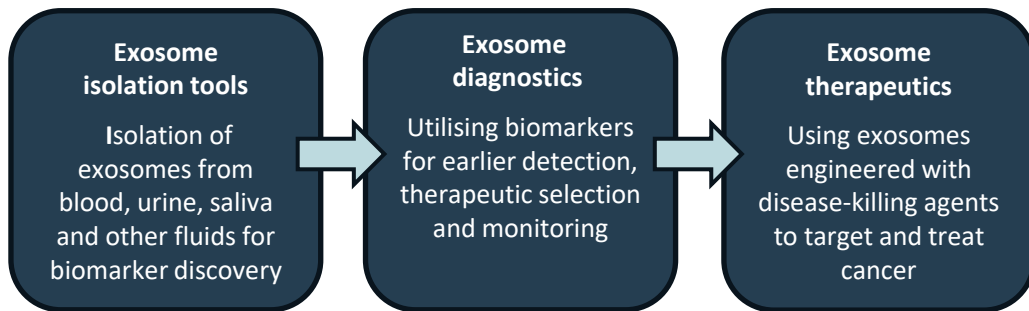 Exosome
isolation tools
Isolation of
exosomes from
blood, urine, saliva
and other fluids for
biomarker discovery
Exosome
diagnostics
Utilising biomarkers
for earlier detection,
therapeutic selection
and monitoring
Exosome
therapeutics
Using exosomes
engineered with
disease-killing agents
to target and treat
cancer